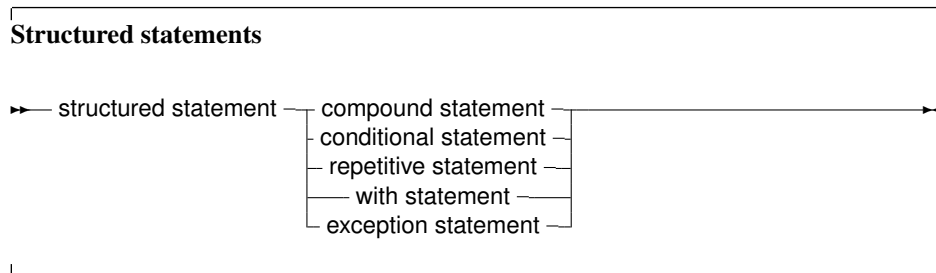 Structured statements
structured statement compound statement
conditional statement
repetitive statement
with statement
exception statement